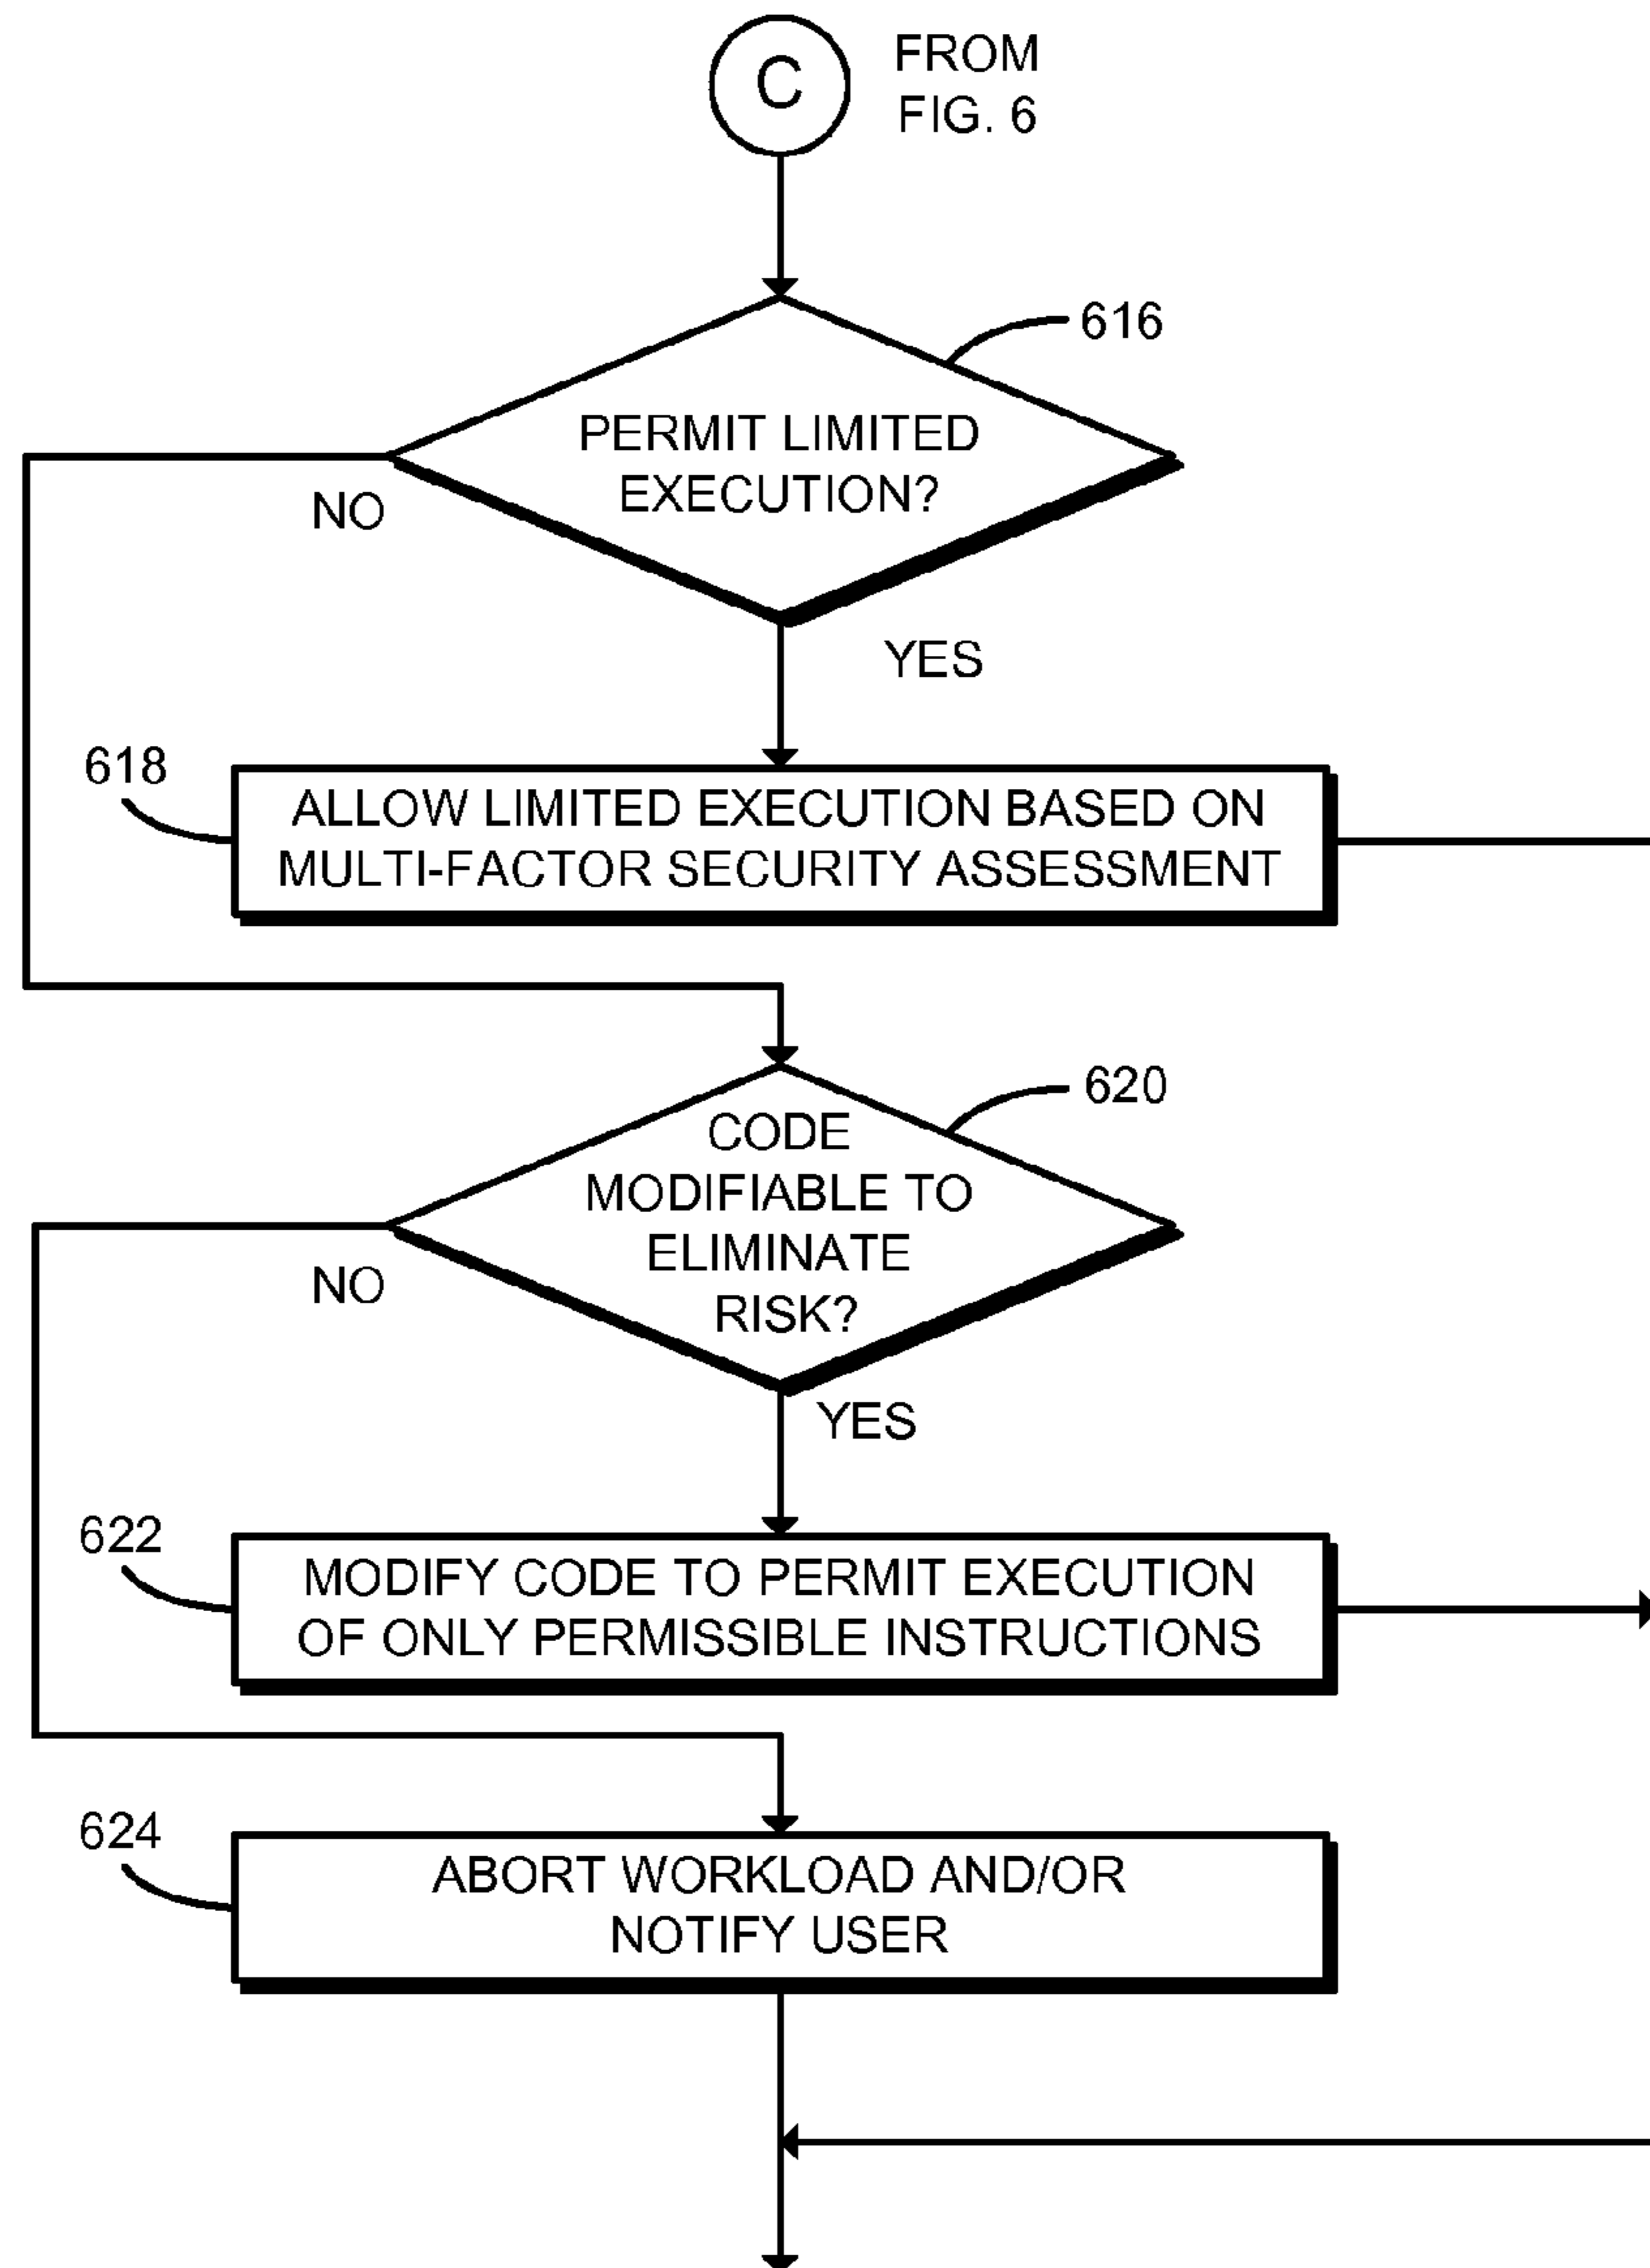 C
FROM
FIG. 6
616
PERMIT LIMITED
EXECUTION?
NO
YES
618
ALLOW LIMITED EXECUTION BASED ON
MULTI-FACTOR SECURITY ASSESSMENT
620
CODE
MODIFIABLE TO
ELIMINATE
RISK?
NO
YES
622
MODIFY CODE TO PERMIT EXECUTION
OF ONLY PERMISSIBLE INSTRUCTIONS
624
ABORT WORKLOAD AND/OR
NOTIFY USER